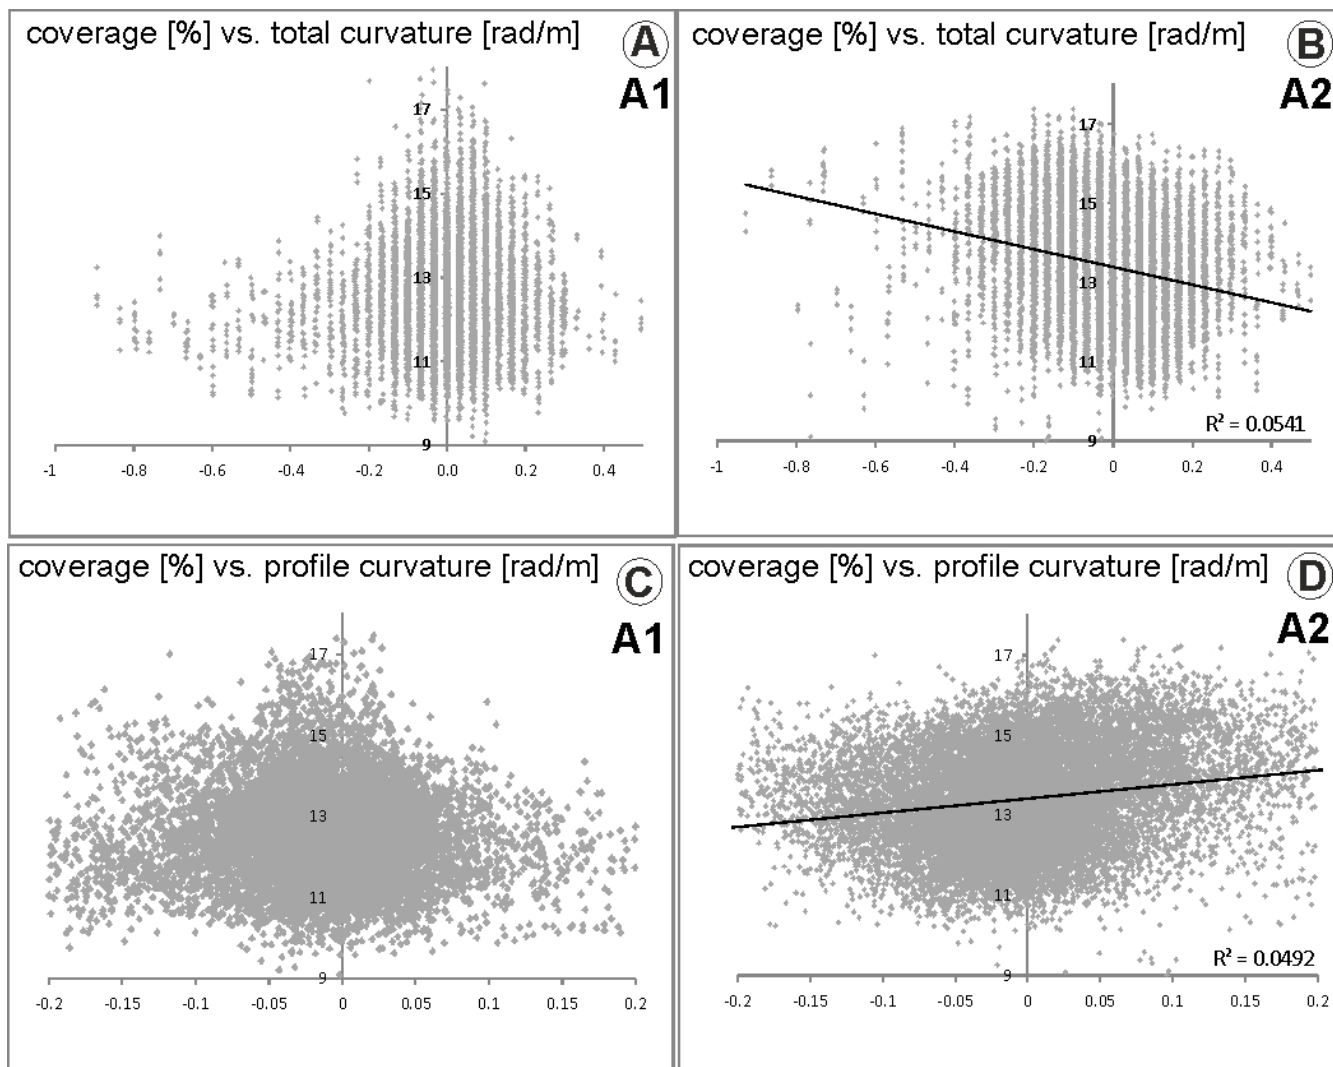 coverage [%] vs. total curvature [rad/m] A
A1
17
15
13
11
9
-1 -0.8 -0.6 -0.4 -0.2 0.0 0.2 0.4
coverage [%] vs. total curvature [rad/m] B
A2
17
15
13
11
R² = 0.0541
9
-1 -0.8 -0.6 -0.4 -0.2 0 0.2 0.4
coverage [%] vs. profile curvature [rad/m] C
A1
17
15
13
11
9
-0.2 -0.15 -0.1 -0.05 0 0.05 0.1 0.15 0.2
coverage [%] vs. profile curvature [rad/m] D
A2
17
15
13
11
R² = 0.0492
9
-0.2 -0.15 -0.1 -0.05 0 0.05 0.1 0.15 0.2